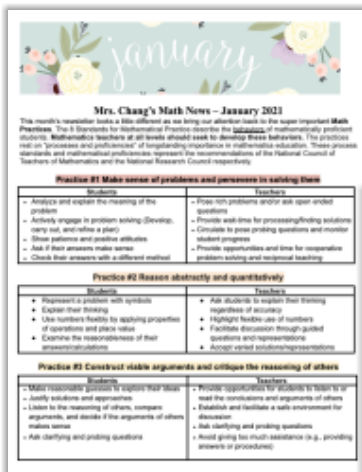 january
Mrs. Chang's Math News – January 2021
This month's newsletter looks a little different as we bring our attention back to the super important Math
Practices. The 8 Standards for Mathematical Practice describe the behaviors of mathematically proficient
students. Mathematics teachers at all levels should seek to develop these behaviors. The practices
rest on "processes and proficiencies" of longstanding importance in mathematics education. These process
standards and mathematical proficiencies represent the recommendations of the National Council of
Teachers of Mathematics and the National Research Council respectively.
Practice #1 Make sense of problems and persevere in solving them
Students
- Analyze and explain the meaning of the
problem
- Actively engage in problem solving (Develop,
carry out, and refine a plan)
- Show patience and positive attitudes
- Ask if their answers make sense
- Check their answers with a different method
Teachers
- Pose rich problems and/or ask open ended
questions
- Provide wait-time for processing/finding solutions
- Circulate to pose probing questions and monitor
student progress
- Provide opportunities and time for cooperative
problem solving and reciprocal teaching
Practice #2 Reason abstractly and quantitatively
Students
• Represent a problem with symbols
• Explain their thinking
• Use numbers flexibly by applying properties
of operations and place value
• Examine the reasonableness of their
answers/calculations
Teachers
• Ask students to explain their thinking
regardless of accuracy
• Highlight flexible use of numbers
• Facilitate discussion through guided
questions and representations
• Accept varied solutions/representations
Practice #3 Construct viable arguments and critique the reasoning of others
Students
- Make reasonable guesses to explore their ideas
- Justify solutions and approaches
- Listen to the reasoning of others, compare
arguments, and decide if the arguments of others
makes sense
- Ask clarifying and probing questions
Teachers
- Provide opportunities for students to listen to or
read the conclusions and arguments of others
- Establish and facilitate a safe environment for
discussion
- Ask clarifying and probing questions
- Avoid giving too much assistance (e.g., providing
answers or procedures)